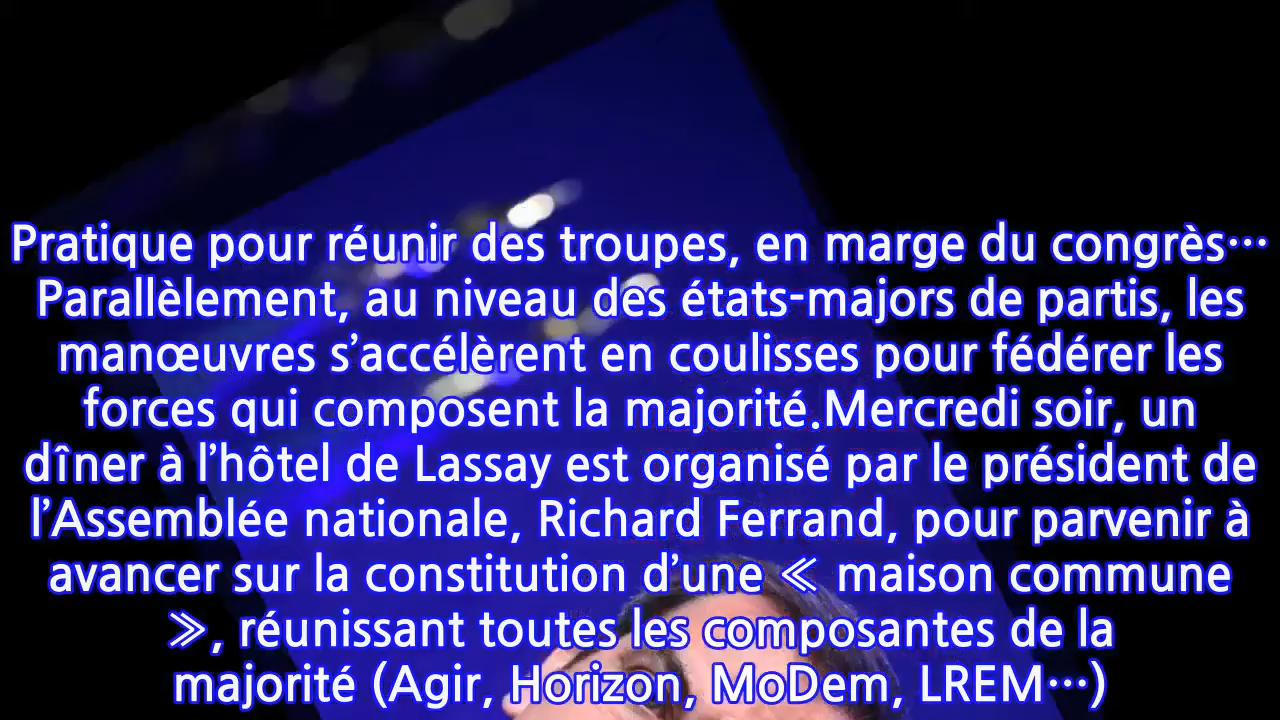 Pratique pour réunir des troupes, en marge du congrès…
Parallèlement, au niveau des états-majors de partis, les
manœuvres s’accélèrent en coulisses pour fédérer les
forces qui composent la majorité.Mercredi soir, un
dîner à l’hôtel de Lassay est organisé par le président de
l’Assemblée nationale, Richard Ferrand, pour parvenir à
avancer sur la constitution d’une ≪ maison commune
≫, réunissant toutes les composantes de la
majorité (Agir, Horizon, MoDem, LREM…)